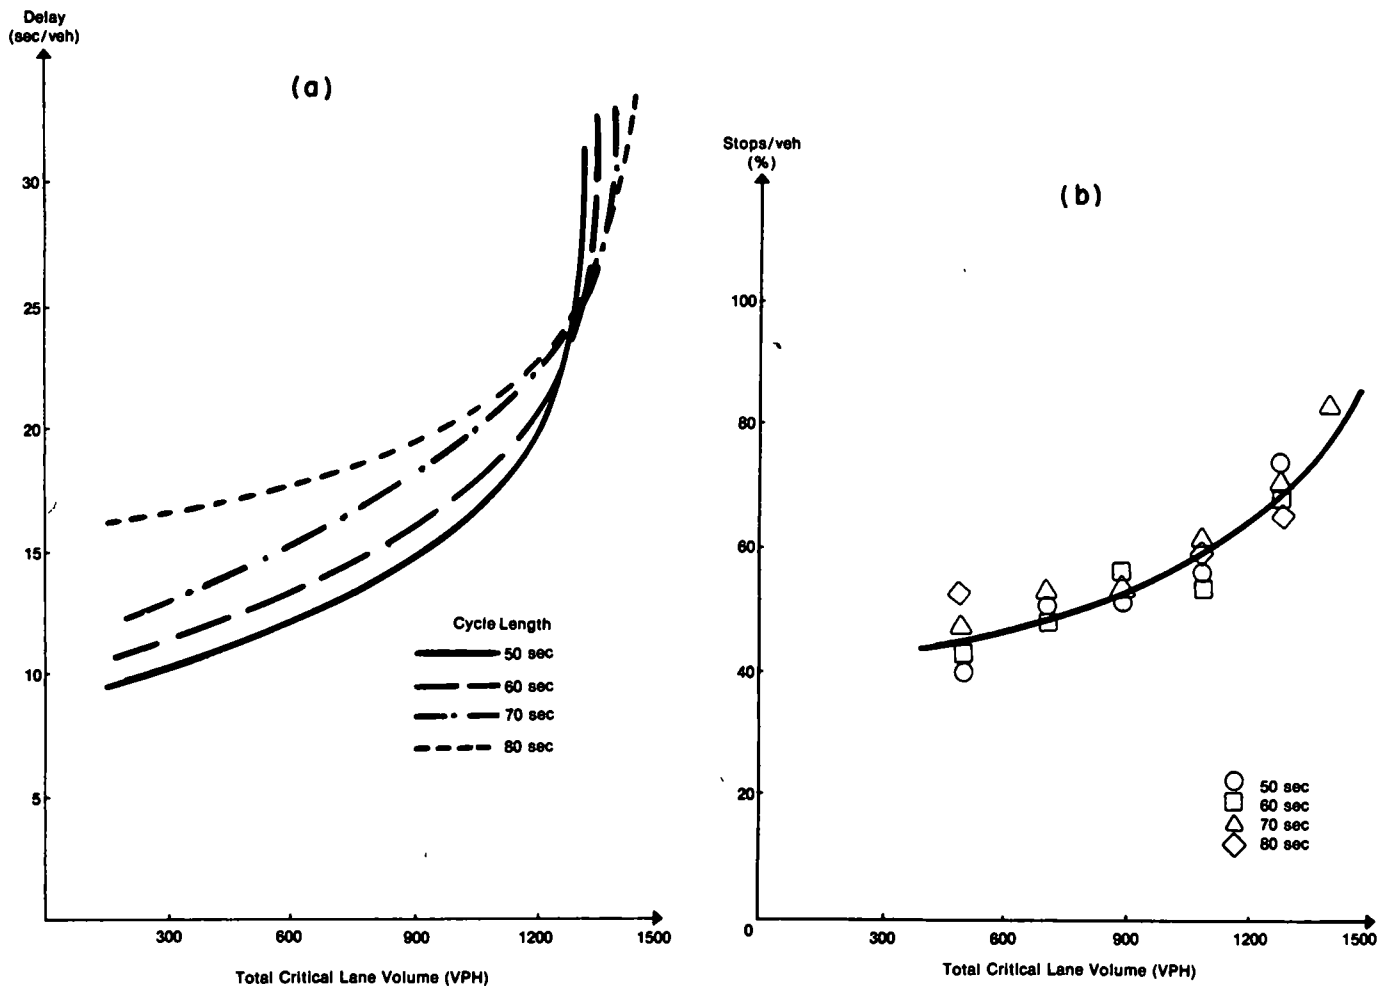 Delay
(sec/veh)
(a)
30
25
20
15
10
5
Cycle Length
50 sec
60 sec
70 sec
80 sec
300
600
900
1200
1500
Total Critical Lane Volume (VPH)
Stops/veh
(%)
(b)
100
80
60
40
20
0
50 sec
60 sec
70 sec
80 sec
300
600
900
1200
1500
Total Critical Lane Volume (VPH)